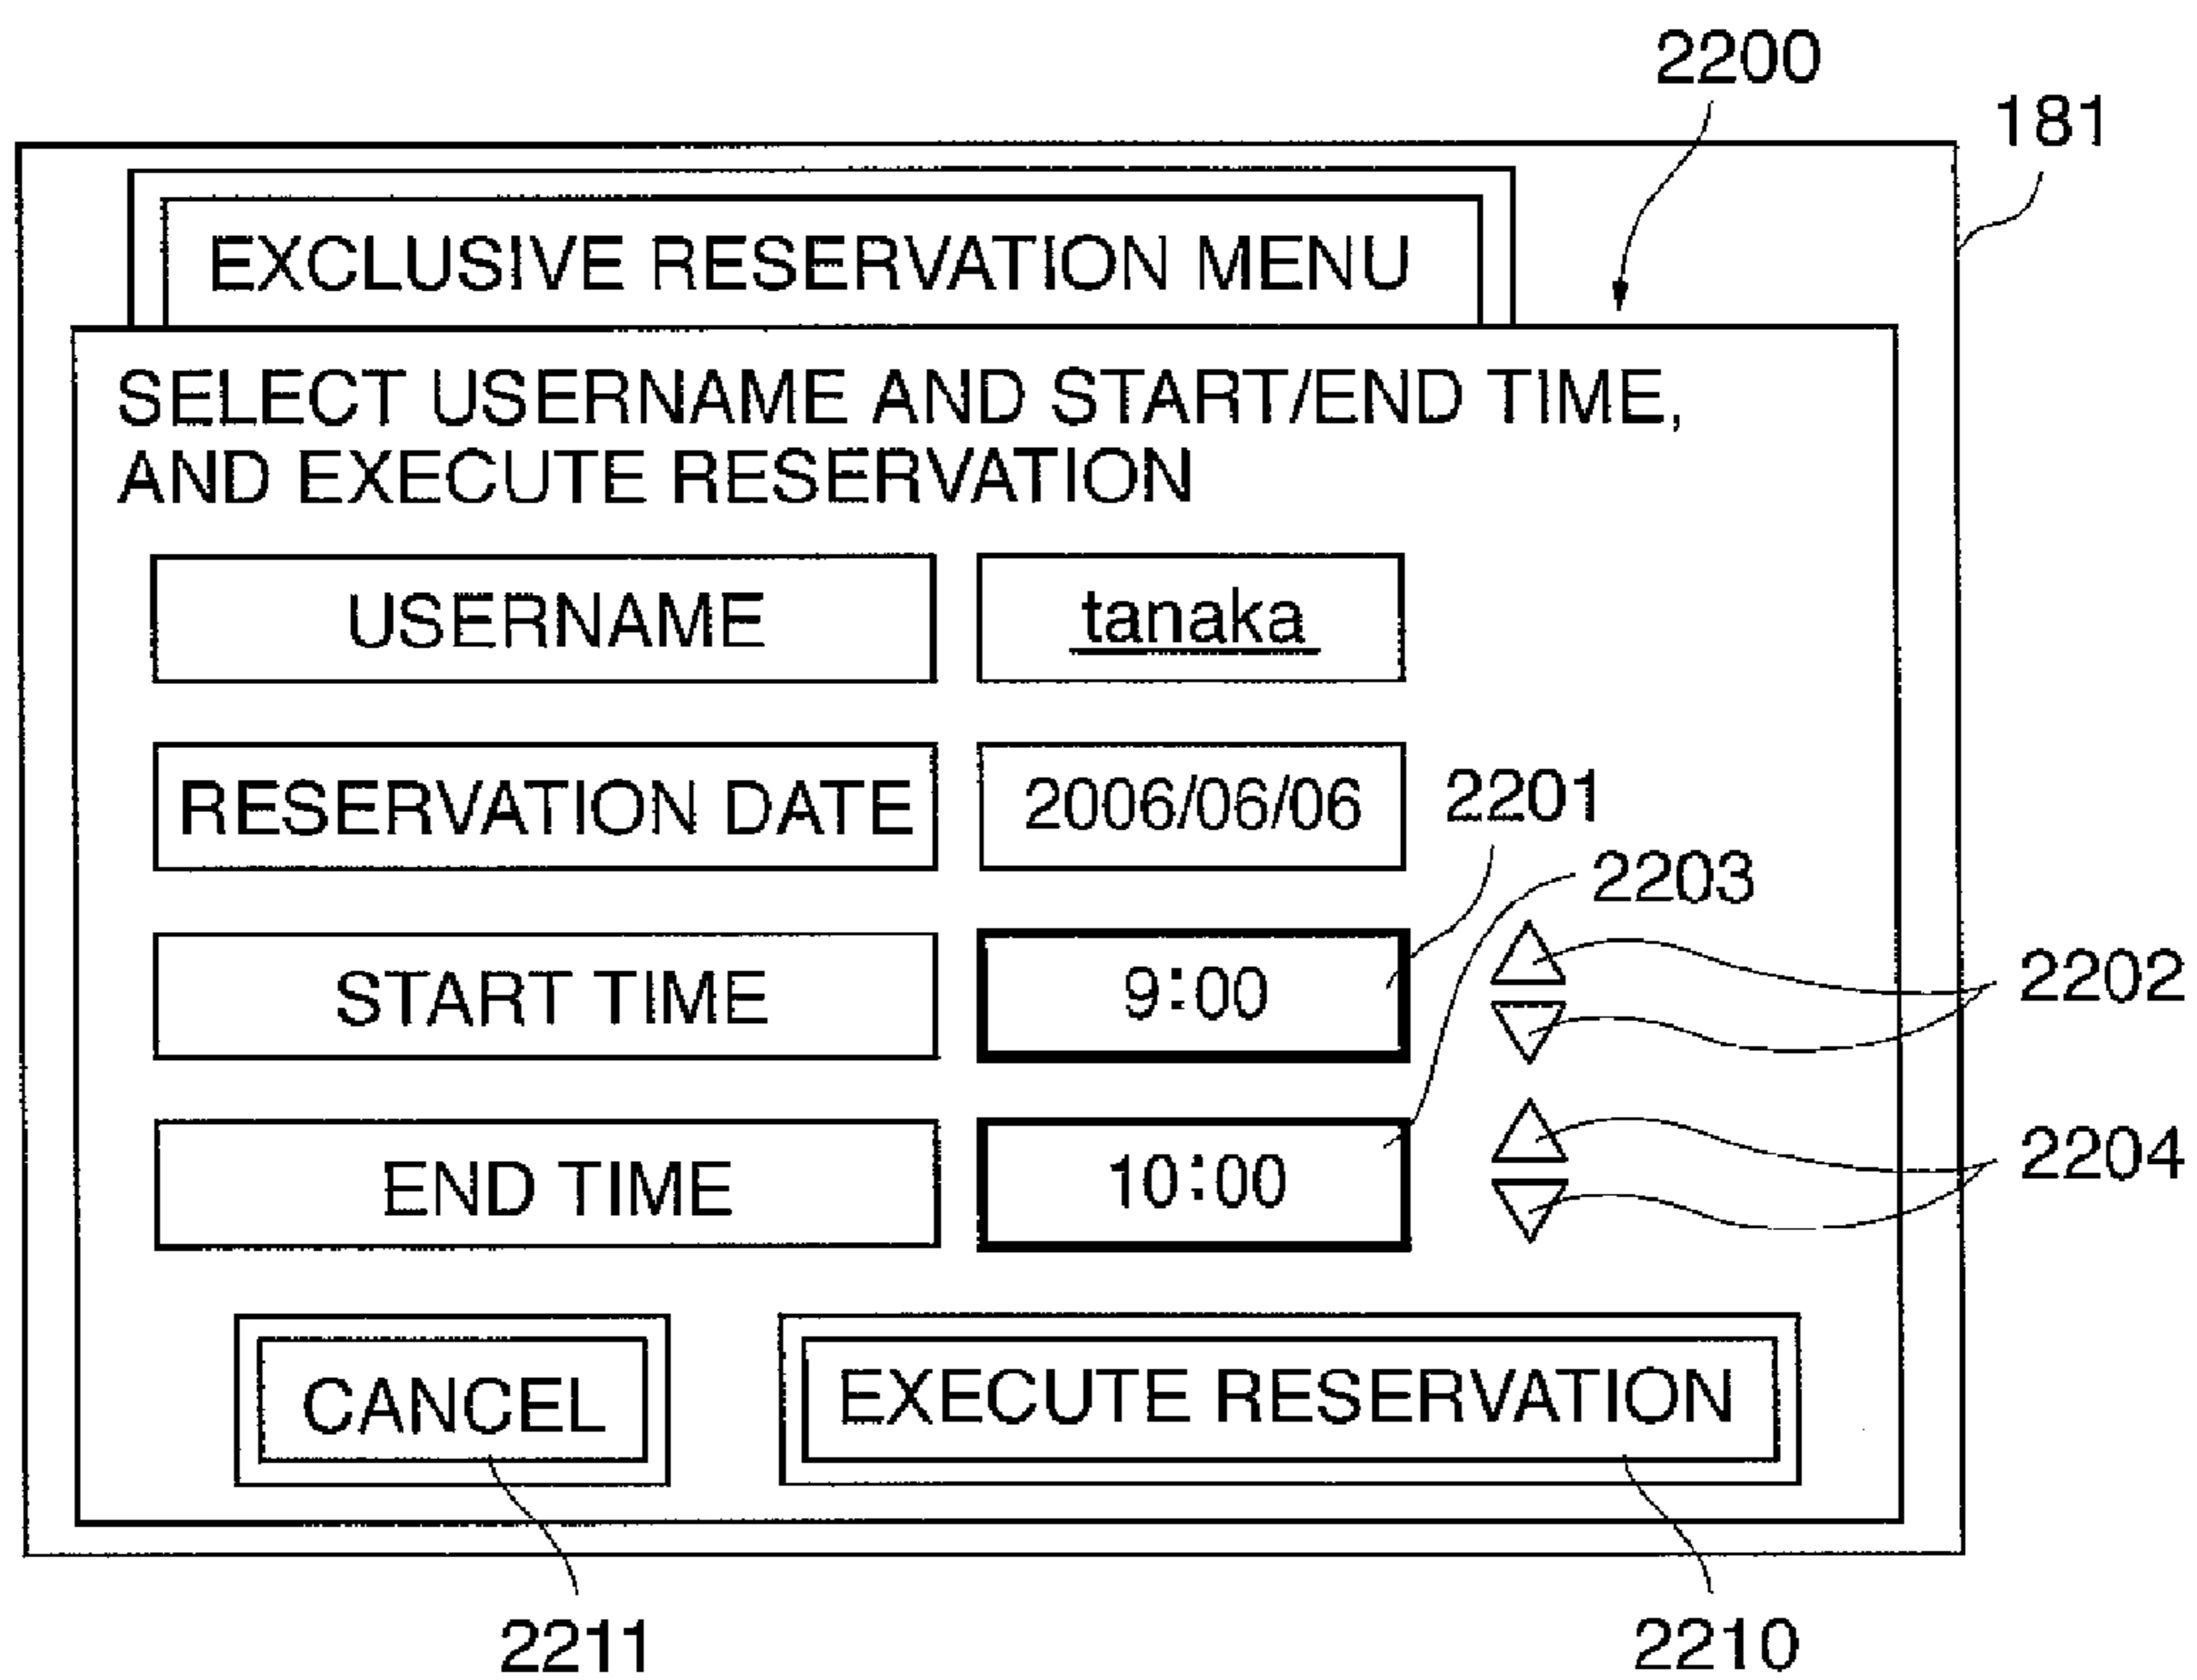 2200
181
EXCLUSIVE RESERVATION MENU
SELECT USERNAME AND START/END TIME,
AND EXECUTE RESERVATION
USERNAME tanaka
RESERVATION DATE 2006/06/06 2201
2203
START TIME 9:00 2202
END TIME 10:00 2204
CANCEL EXECUTE RESERVATION
2211 2210